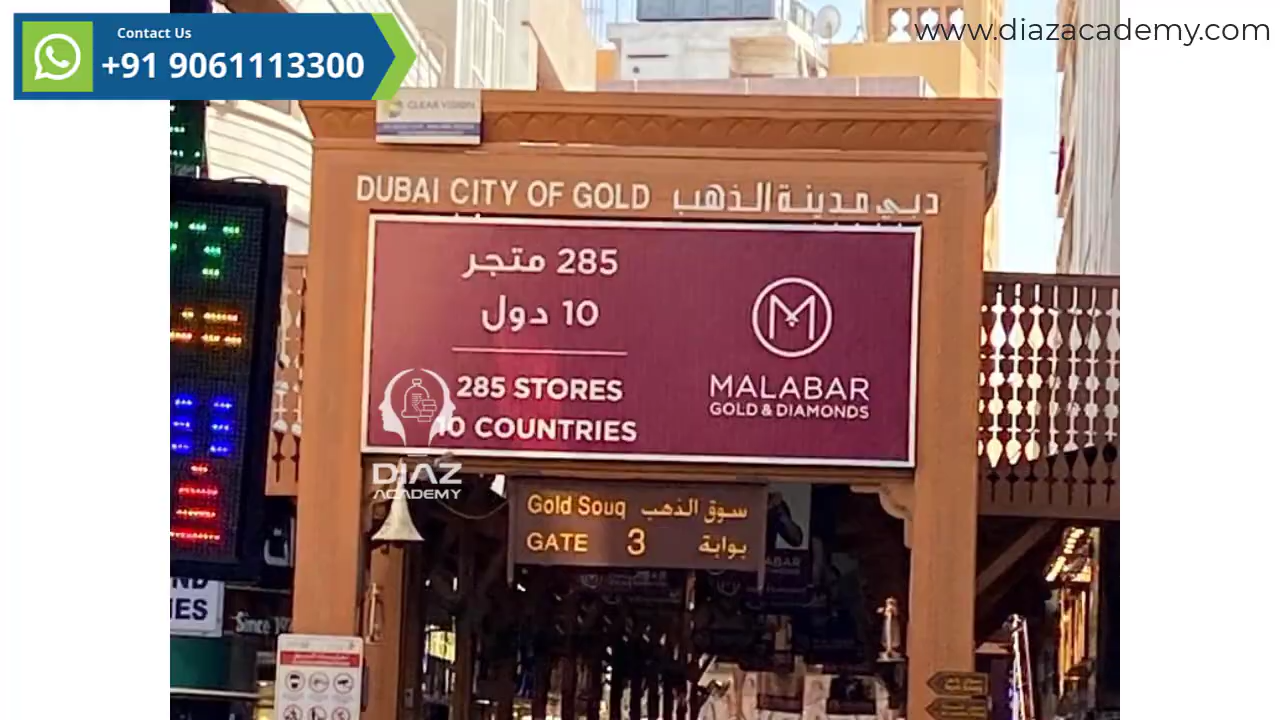 Contact Us
+91 9061113300
www.diazacademy.com
CLEAR VISION
DUBAI CITY OF GOLD دبي مدينة الذهب
285 متجر
10 دول
285 STORES
10 COUNTRIES
MALABAR
GOLD & DIAMONDS
DIAZ
ACADEMY
Gold Souq سوق الذهب
GATE 3 بوابة
Since